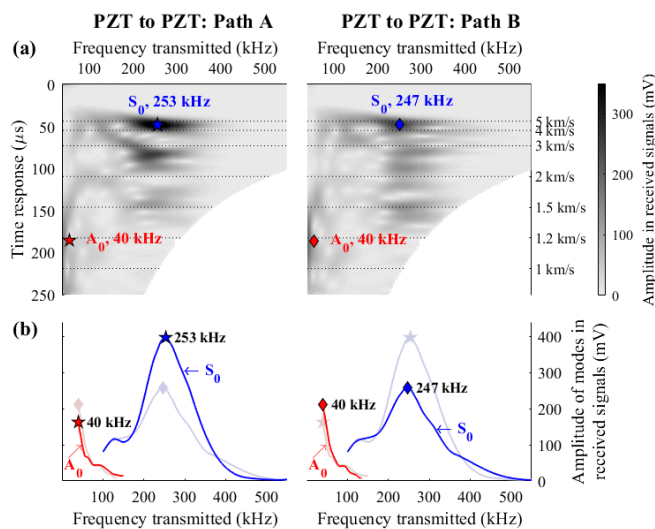 PZT to PZT: Path A
PZT to PZT: Path B
(a)
Frequency transmitted (kHz)
Frequency transmitted (kHz)
100 200 300 400 500
100 200 300 400 500
Time response (μs)
0
50
100
150
200
250
S0, 253 kHz
A0, 40 kHz
S0, 247 kHz
A0, 40 kHz
5 km/s
4 km/s
3 km/s
2 km/s
1.5 km/s
1.2 km/s
1 km/s
300
200
100
0
Amplitude in received signals (mV)
(b)
253 kHz
S0
40 kHz
A0
247 kHz
S0
40 kHz
A0
400
300
200
100
0
Amplitude of modes in
received signals (mV)
100 200 300 400 500
100 200 300 400 500
Frequency transmitted (kHz)
Frequency transmitted (kHz)